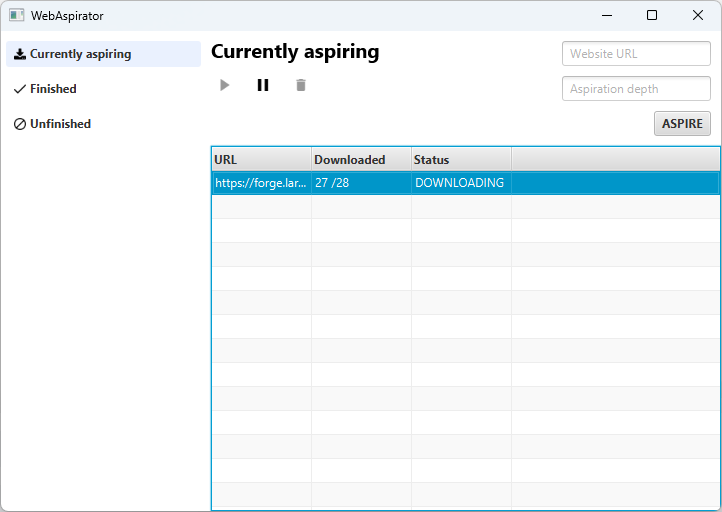 WebAspirator
Currently aspiring
Finished
Unfinished
Currently aspiring
Website URL
Aspiration depth
ASPIRE
URL Downloaded Status
https://forge.lar... 27 /28 DOWNLOADING